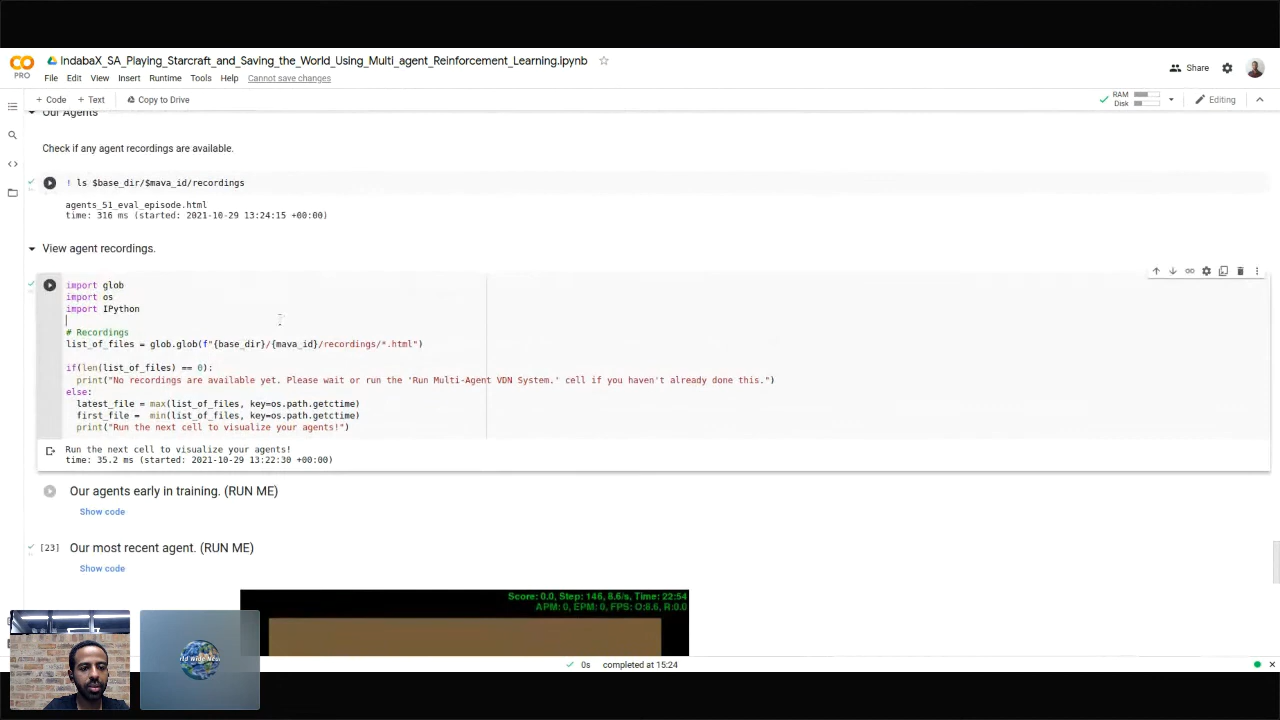 IndabaX_SA_Playing_Starcraft_and_Saving_the_World_Using_Multi_agent_Reinforcement_Learning.ipynb
PRO
File Edit View Insert Runtime Tools Help Cannot save changes
Share
+ Code + Text Copy to Drive
RAM
Disk
Editing
Our Agents
Check if any agent recordings are available.
! ls $base_dir/$mava_id/recordings
agents_51_eval_episode.html
time: 316 ms (started: 2021-10-29 13:24:15 +00:00)
View agent recordings.
import glob
import os
import IPython
# Recordings
list_of_files = glob.glob(f"{base_dir}/{mava_id}/recordings/*.html")
if(len(list_of_files) == 0):
print("No recordings are available yet. Please wait or run the 'Run Multi-Agent VDN System.' cell if you haven't already done this.")
else:
latest_file = max(list_of_files, key=os.path.getctime)
first_file = min(list_of_files, key=os.path.getctime)
print("Run the next cell to visualize your agents!")
Run the next cell to visualize your agents!
time: 35.2 ms (started: 2021-10-29 13:22:30 +00:00)
Our agents early in training. (RUN ME)
Show code
[23] Our most recent agent. (RUN ME)
Show code
Score: 0.0, Step: 146, 8.6/s, Time: 22:54
APM: 0, EPM: 0, FPS: O:8.6, R:0.0
0s completed at 15:24